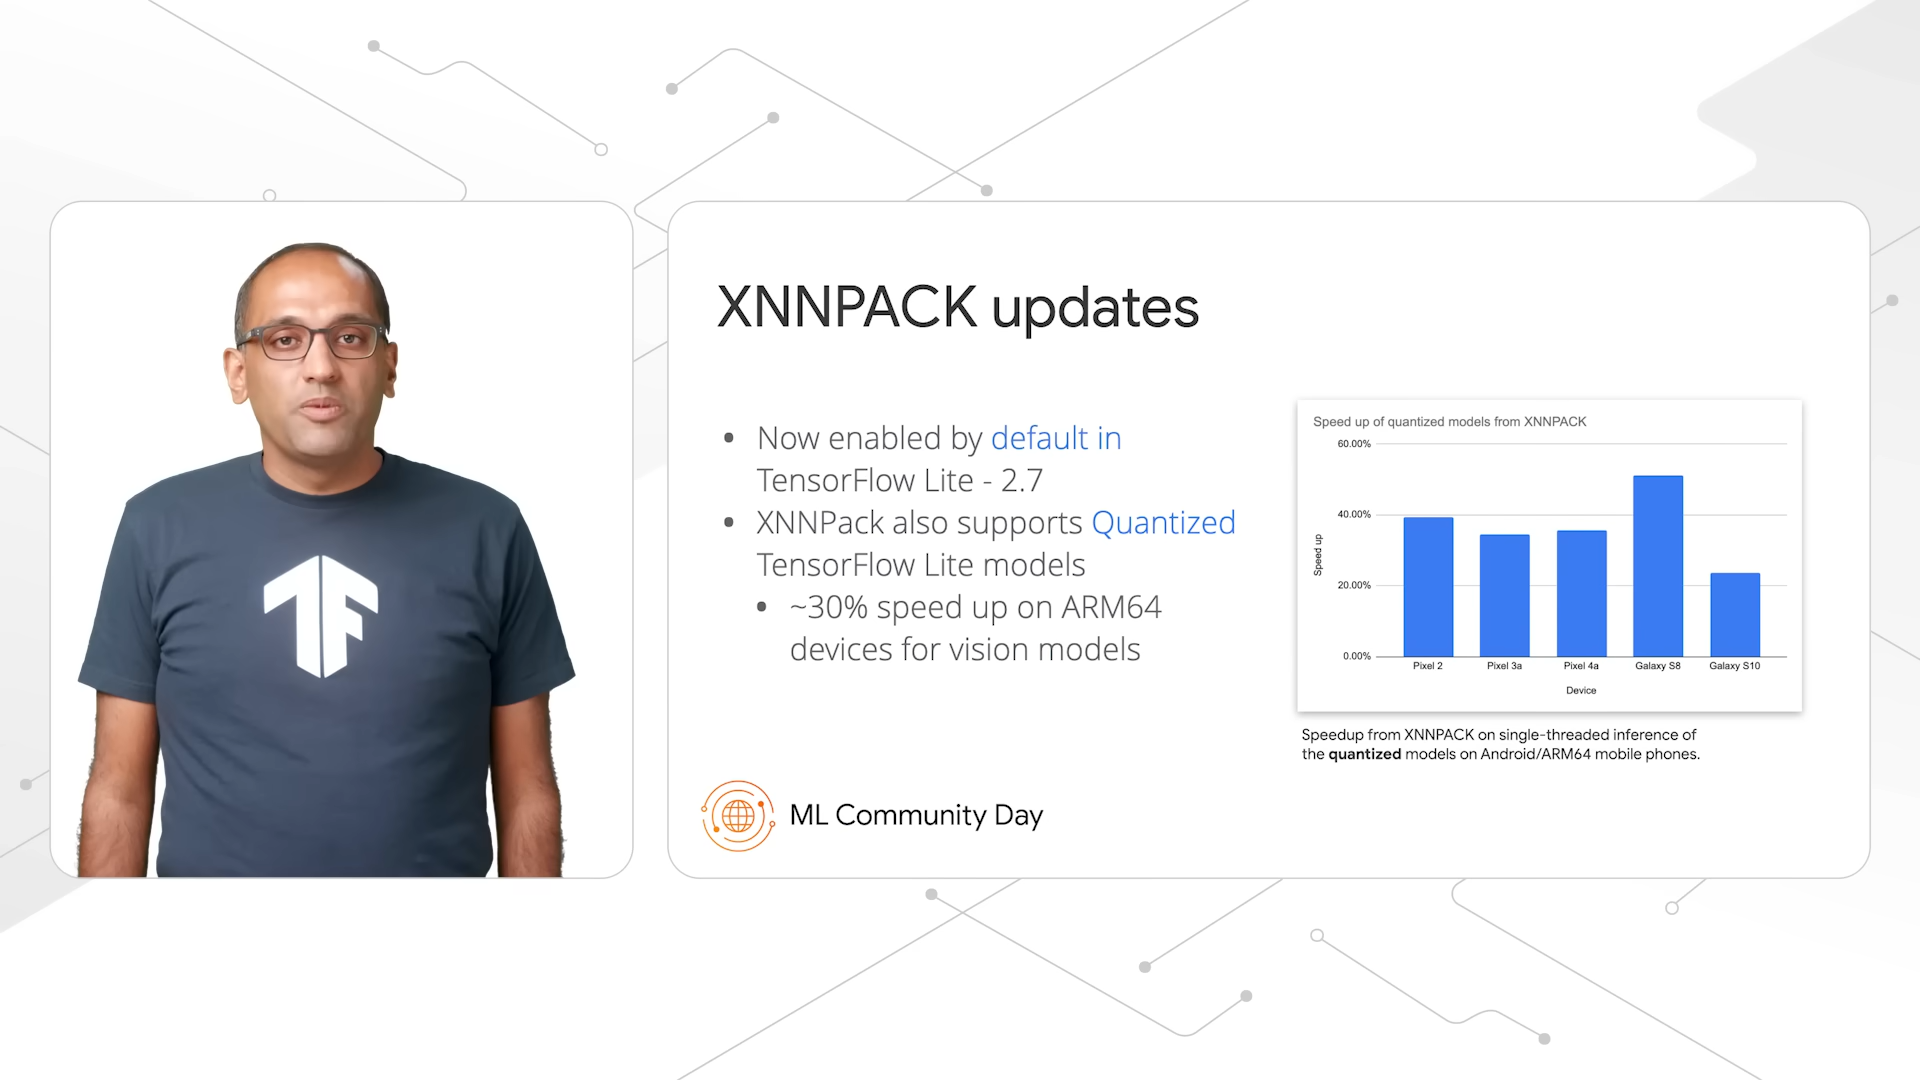 XNNPACK updates
Now enabled by default in
TensorFlow Lite - 2.7
XNNPack also supports Quantized
TensorFlow Lite models
~30% speed up on ARM64
devices for vision models
Speed up of quantized models from XNNPACK
60.00%
40.00%
20.00%
0.00%
Speed up
Pixel 2
Pixel 3a
Pixel 4a
Galaxy S8
Galaxy S10
Device
Speedup from XNNPACK on single-threaded inference of
the quantized models on Android/ARM64 mobile phones.
ML Community Day
TF